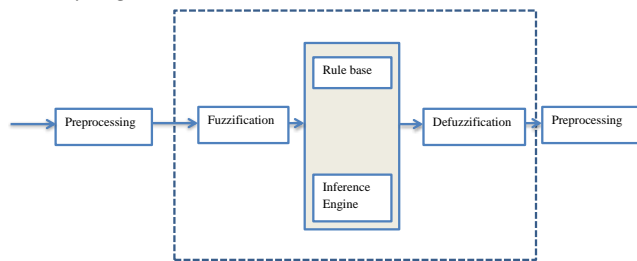 Rule base
Preprocessing
Fuzzification
Defuzzification
Preprocessing
Inference
Engine